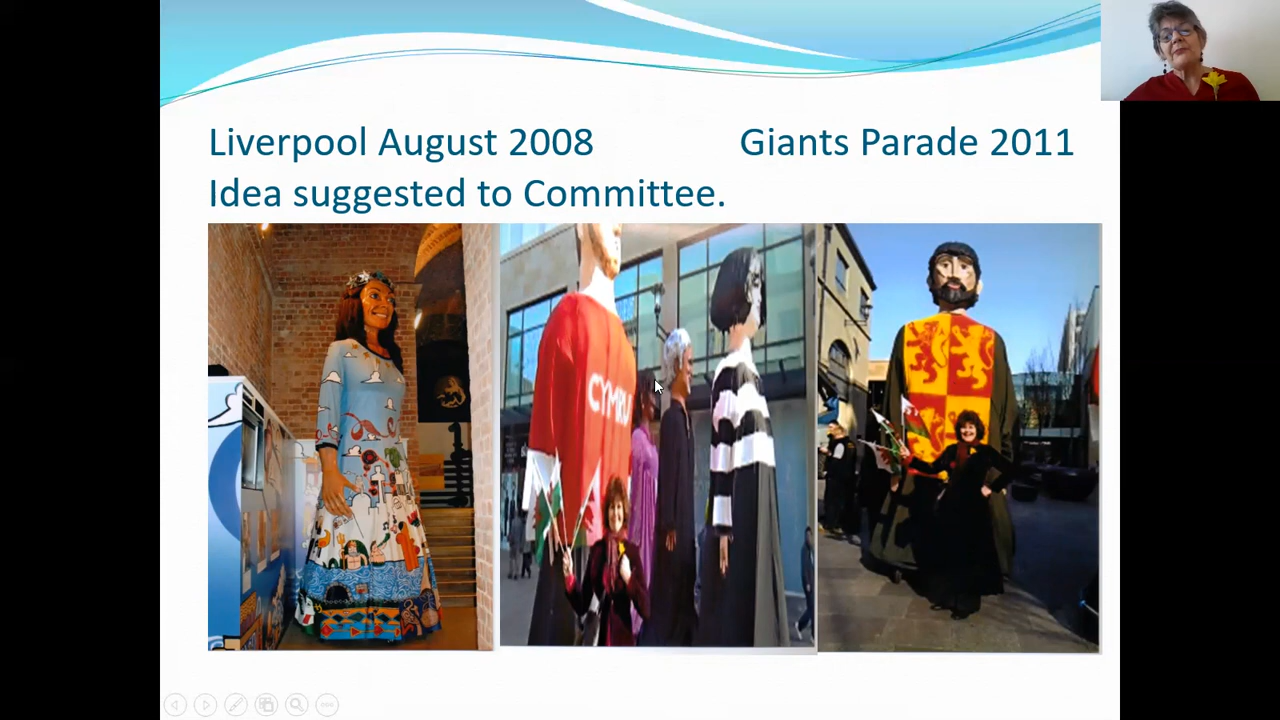 Liverpool August 2008 Giants Parade 2011
Idea suggested to Committee.
CYMRU